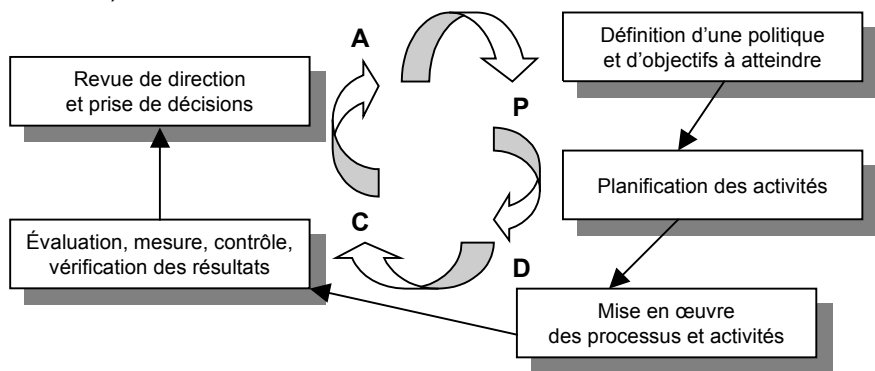 A
Définition d’une politique
et d’objectifs à atteindre
Revue de direction
et prise de décisions
P
Planification des activités
C
Évaluation, mesure, contrôle,
vérification des résultats
D
Mise en œuvre
des processus et activités